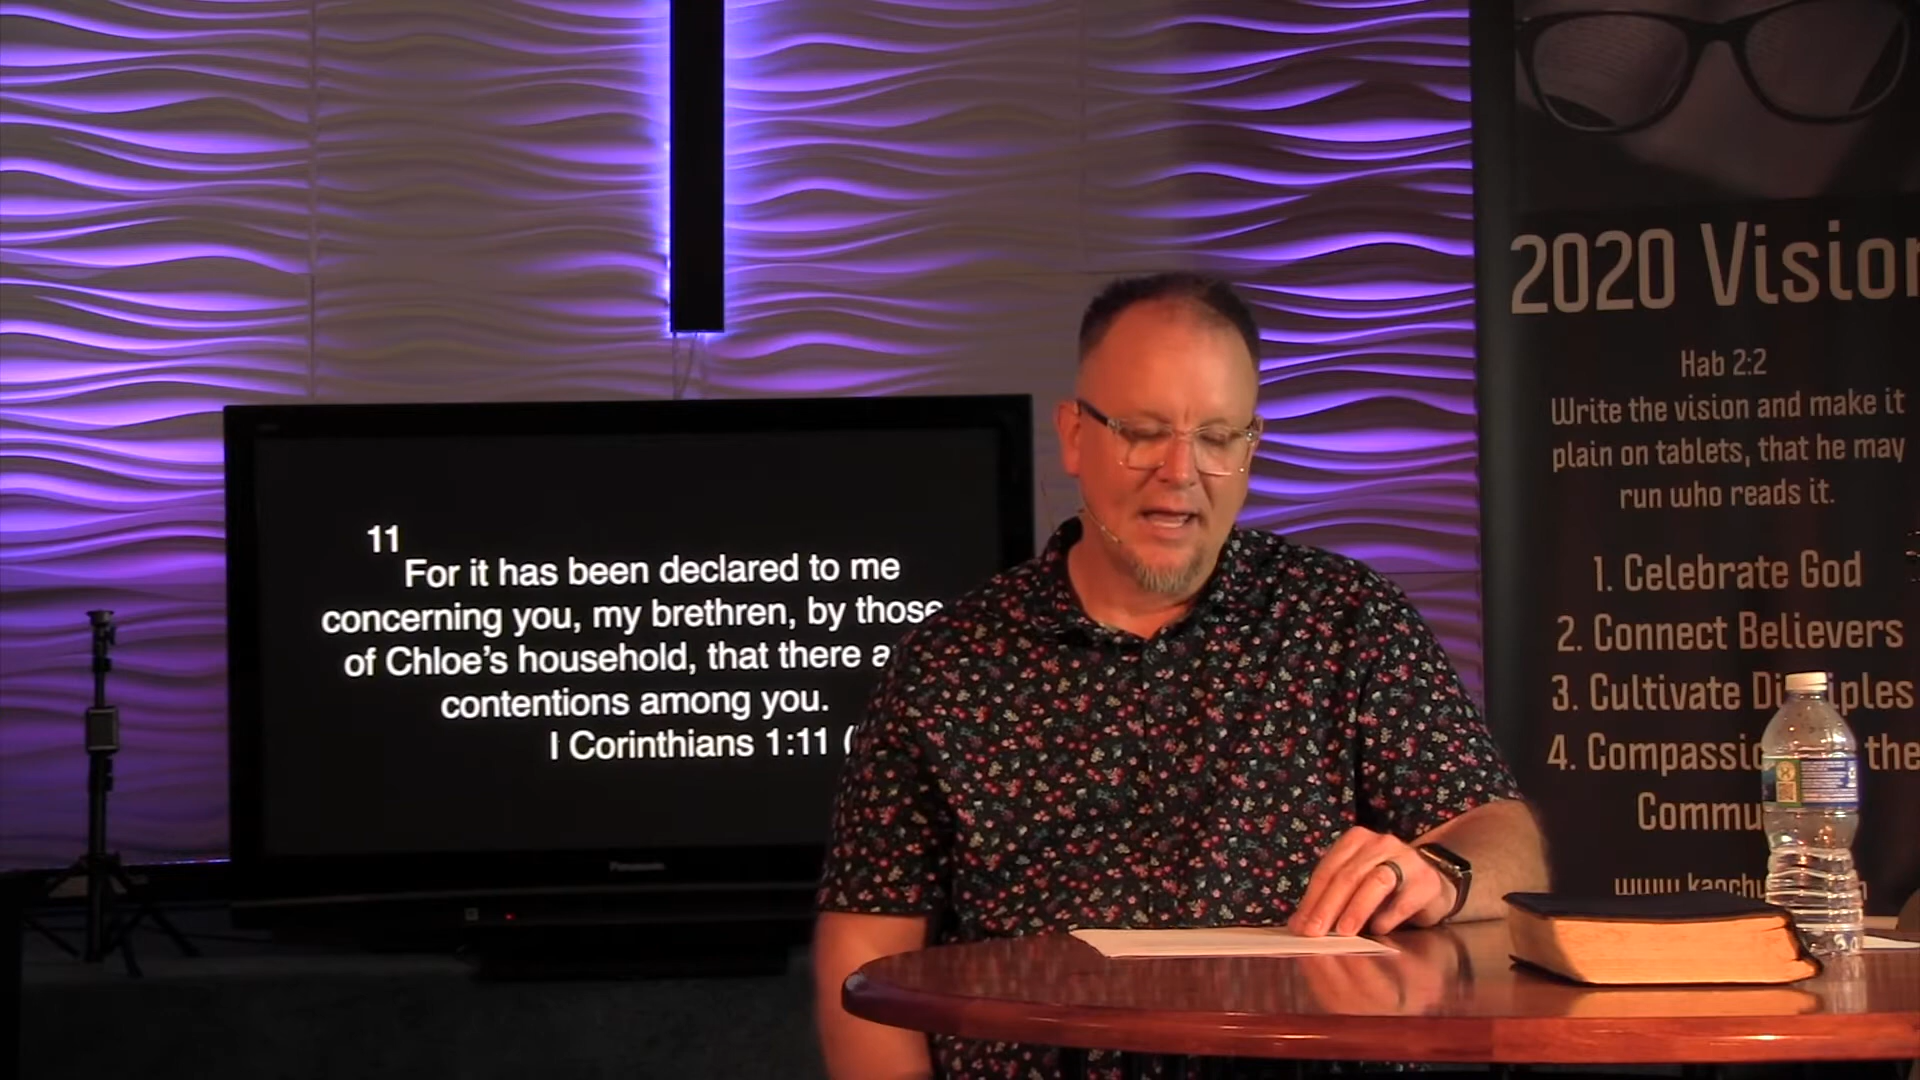 11
For it has been declared to me
concerning you, my brethren, by those
of Chloe's household, that there
contentions among you.
I Corinthians 1:11 (
Panasonic
2020 Vision
Hab 2:2
Write the vision and make it
plain on tablets, that he may
run who reads it.
1. Celebrate God
2. Connect Believers
3. Cultivate Di ples
4. Compassio the
Commu